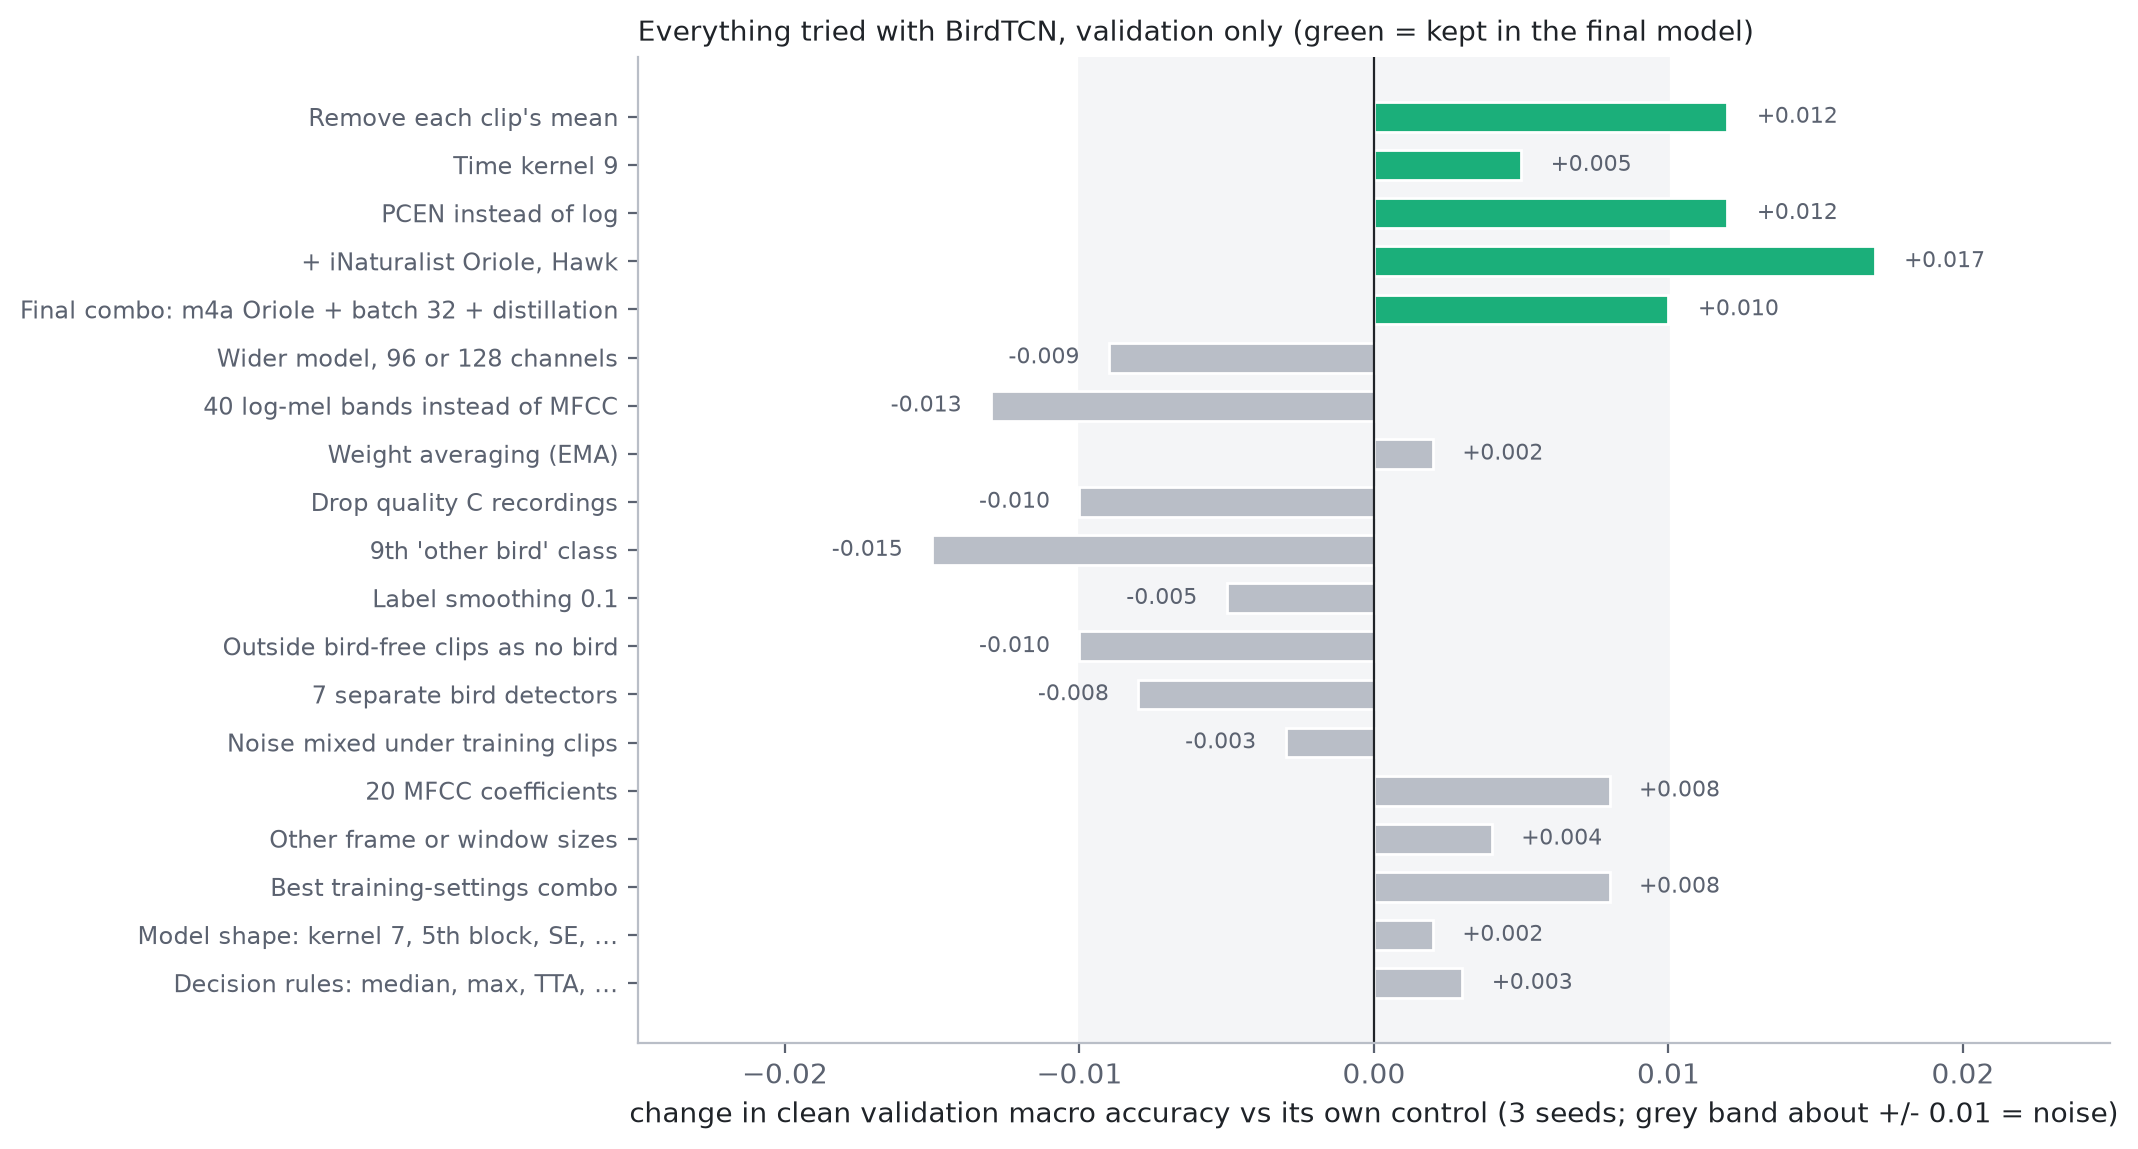 Everything tried with BirdTCN, validation only (green = kept in the final model)
Remove each clip's mean +0.012
Time kernel 9 +0.005
PCEN instead of log +0.012
+ iNaturalist Oriole, Hawk +0.017
Final combo: m4a Oriole + batch 32 + distillation +0.010
Wider model, 96 or 128 channels -0.009
40 log-mel bands instead of MFCC -0.013
Weight averaging (EMA) +0.002
Drop quality C recordings -0.010
9th 'other bird' class -0.015
Label smoothing 0.1 -0.005
Outside bird-free clips as no bird -0.010
7 separate bird detectors -0.008
Noise mixed under training clips -0.003
20 MFCC coefficients +0.008
Other frame or window sizes +0.004
Best training-settings combo +0.008
Model shape: kernel 7, 5th block, SE, ... +0.002
Decision rules: median, max, TTA, ... +0.003
−0.02 −0.01 0.00 0.01 0.02
change in clean validation macro accuracy vs its own control (3 seeds; grey band about +/- 0.01 = noise)